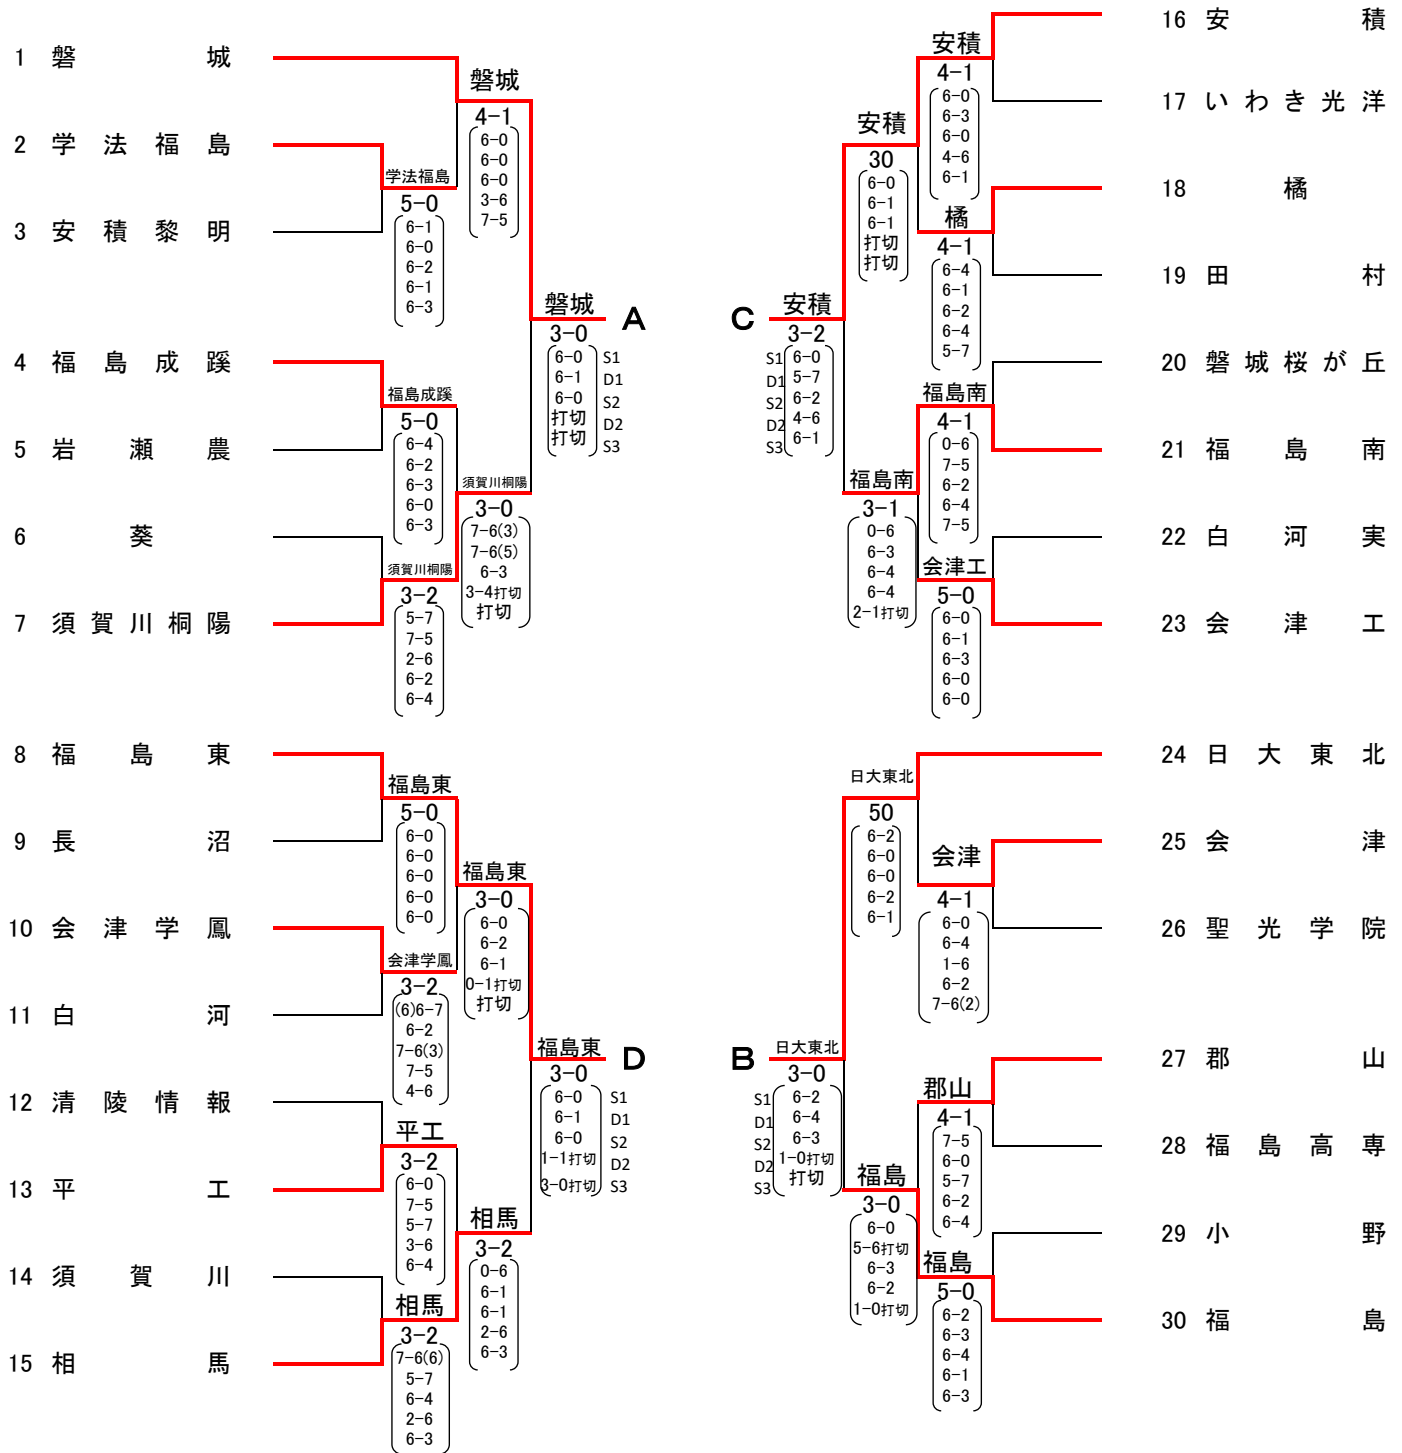 1 磐城
2 学法福島
3 安積黎明
4 福島成蹊
5 岩瀬農
6 葵
7 須賀川桐陽
8 福島東
9 長沼
10 会津学鳳
11 白河
12 清陵情報
13 平工
14 須賀川
15 相馬
学法福島
5-0
6-1
6-0
6-2
6-1
6-3
福島成蹊
5-0
6-4
6-2
6-3
6-0
6-3
須賀川桐陽
3-2
5-7
7-5
2-6
6-2
6-4
福島東
5-0
6-0
6-0
6-0
6-0
6-0
会津学鳳
3-2
(6)6-7
6-2
7-6(3)
7-5
4-6
平工
3-2
6-0
7-5
5-7
3-6
6-4
相馬
3-2
7-6(6)
5-7
6-4
2-6
6-3
磐城
4-1
6-0
6-0
6-0
3-6
7-5
須賀川桐陽
3-0
7-6(3)
7-6(5)
6-3
3-4打切
打切
福島東
3-0
6-0
6-2
6-1
0-1打切
打切
相馬
3-2
0-6
6-1
6-1
2-6
6-3
磐城 A
3-0
6-0 S1
6-1 D1
6-0 S2
打切 D2
打切 S3
福島東 D
3-0
6-0 S1
6-1 D1
6-0 S2
1-1打切 D2
3-0打切 S3
C 安積
3-2
S1 6-0
D1 5-7
S2 6-2
D2 4-6
S3 6-1
B 日大東北
3-0
S1 6-2
D1 6-4
S2 6-3
D2 1-0打切
S3 打切
安積
30
6-0
6-1
6-1
打切
打切
福島南
3-1
0-6
6-3
6-4
6-4
2-1打切
日大東北
50
6-2
6-0
6-0
6-2
6-1
福島
3-0
6-0
5-6打切
6-3
6-2
1-0打切
安積
4-1
6-0
6-3
6-0
4-6
6-1
橘
4-1
6-4
6-1
6-2
6-4
5-7
福島南
4-1
0-6
7-5
6-2
6-4
7-5
会津工
5-0
6-0
6-1
6-3
6-0
6-0
会津
4-1
6-0
6-4
1-6
6-2
7-6(2)
郡山
4-1
7-5
6-0
5-7
6-2
6-4
福島
5-0
6-2
6-3
6-4
6-1
6-3
16 安積
17 いわき光洋
18 橘
19 田村
20 磐城桜が丘
21 福島南
22 白河実
23 会津工
24 日大東北
25 会津
26 聖光学院
27 郡山
28 福島高専
29 小野
30 福島